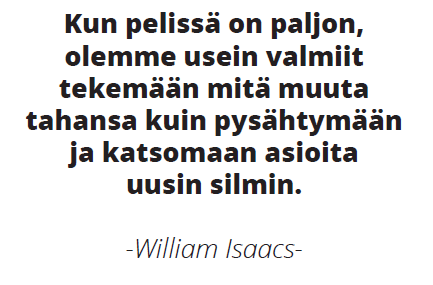 Kun pelissä on paljon,
olemme usein valmiit
tekemään mitä muuta
tahansa kuin pysähtymään
ja katsomaan asioita
uusin silmin.
-William Isaacs-